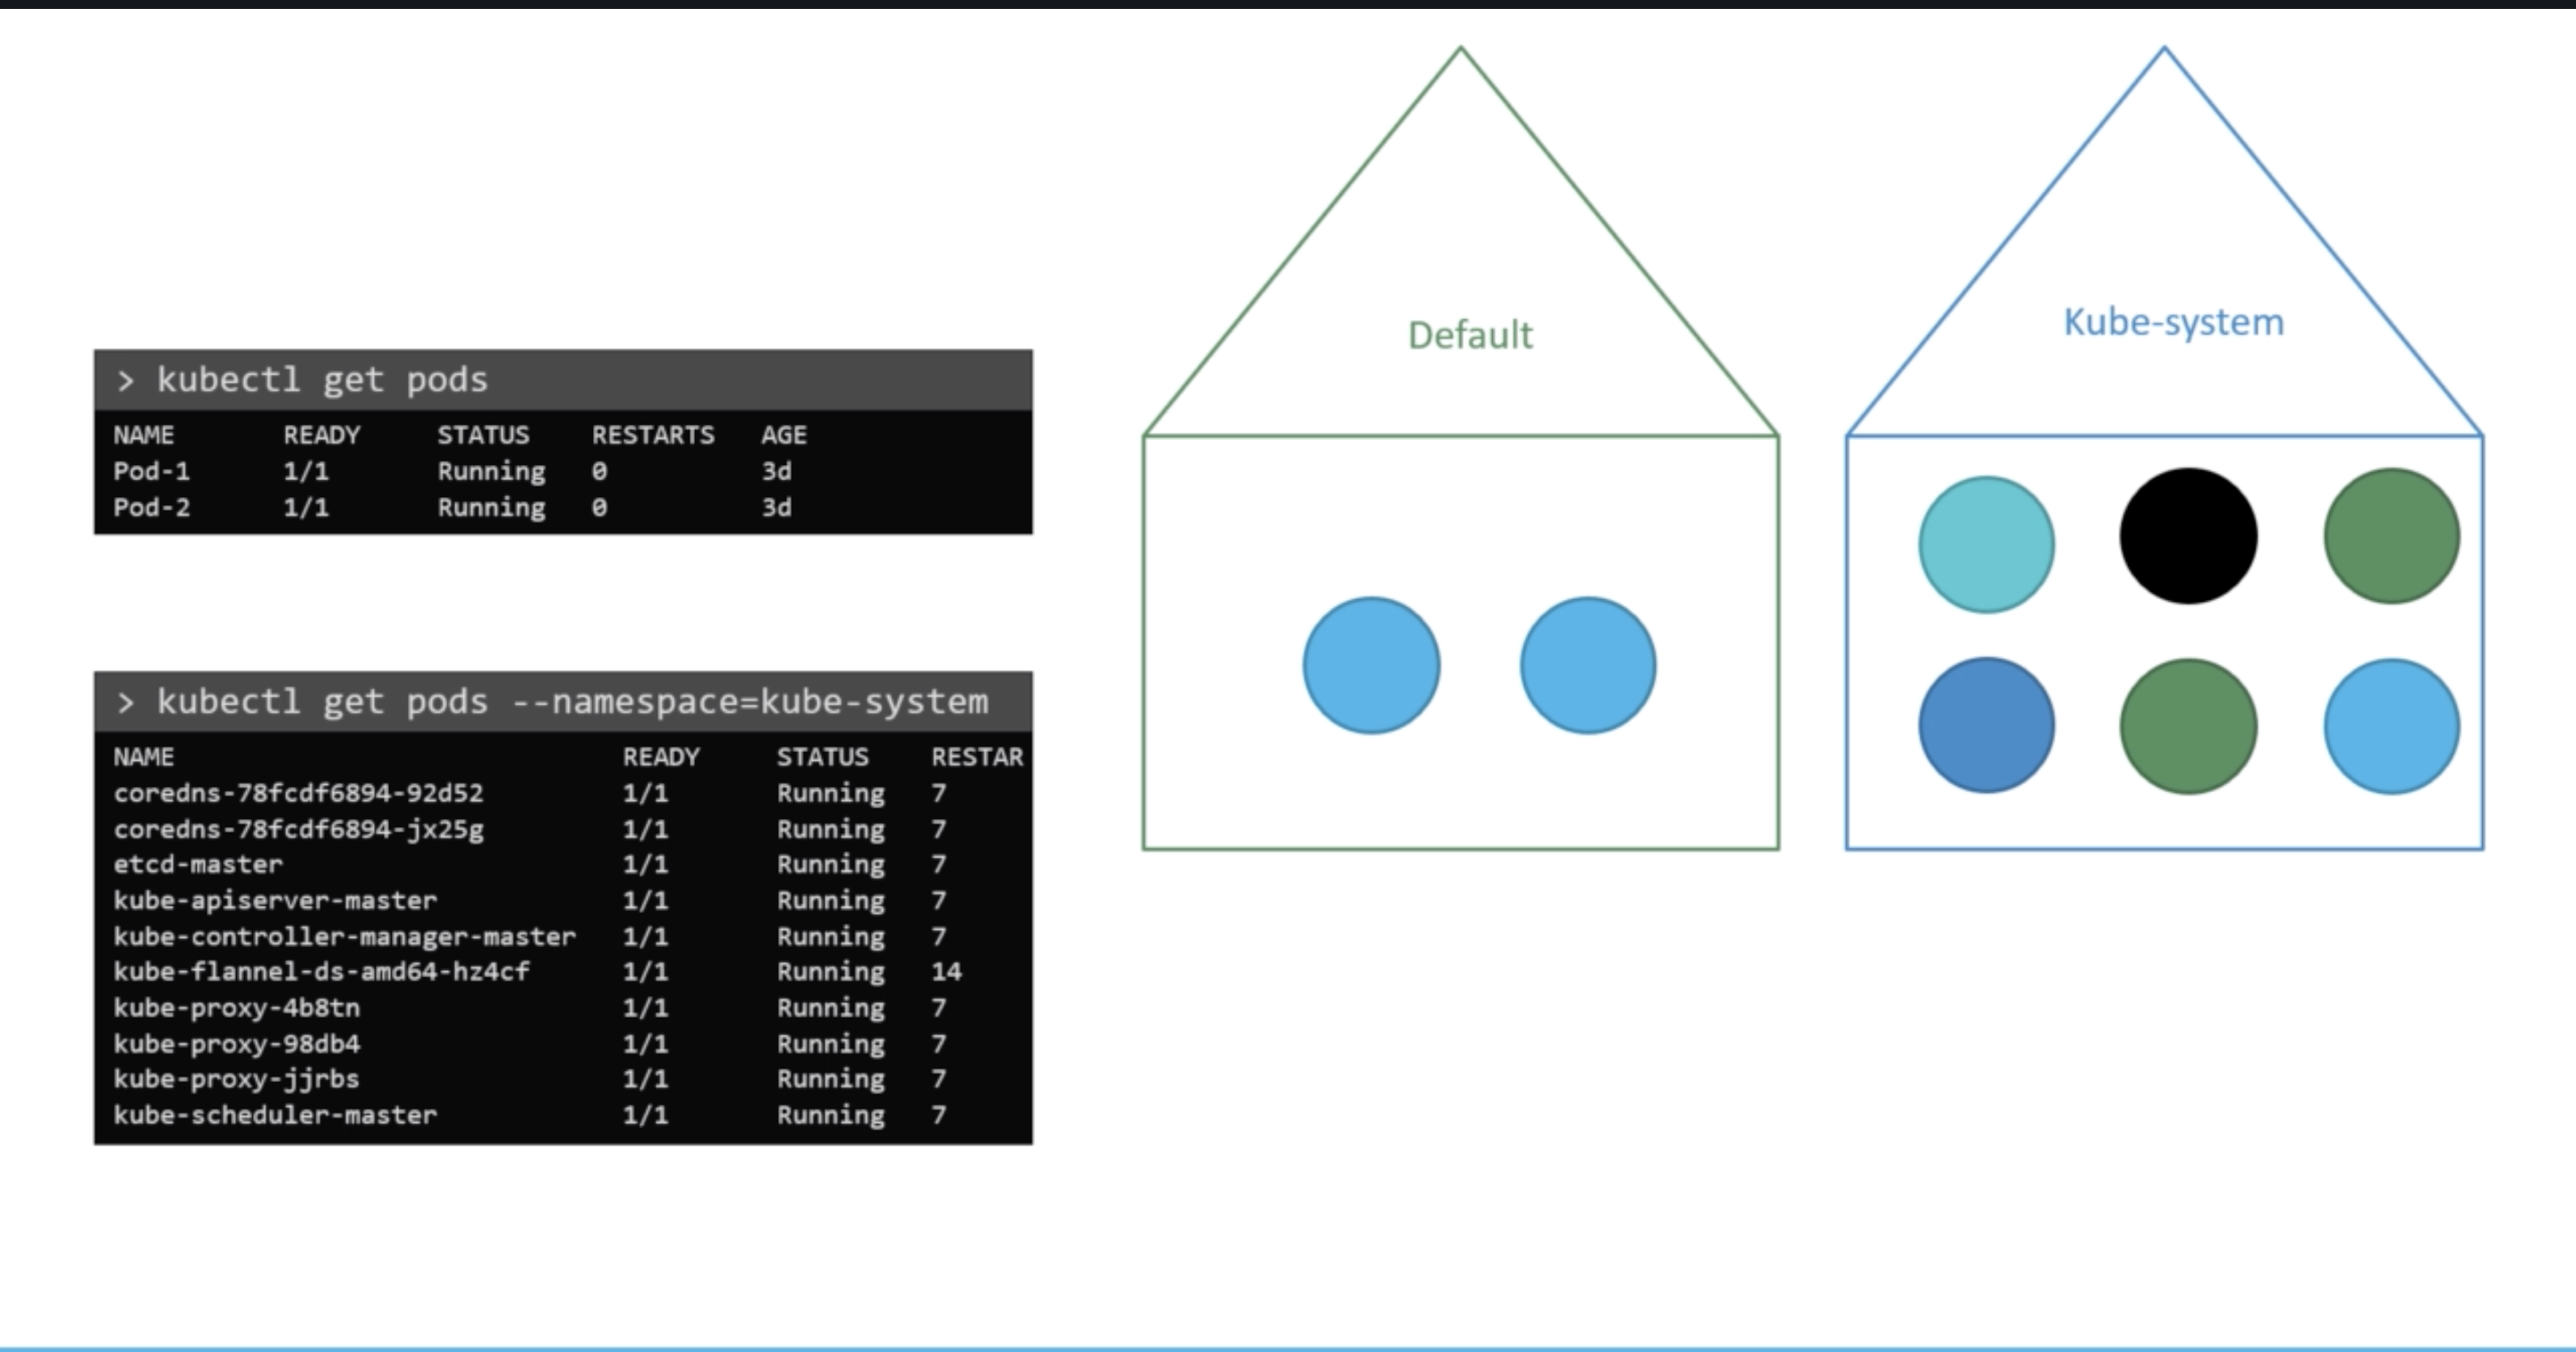 > kubectl get pods
NAME READY STATUS RESTARTS AGE
Pod-1 1/1 Running 0 3d
Pod-2 1/1 Running 0 3d
> kubectl get pods --namespace=kube-system
NAME READY STATUS RESTAR
coredns-78fcdf6894-92d52 1/1 Running 7
coredns-78fcdf6894-jx25g 1/1 Running 7
etcd-master 1/1 Running 7
kube-apiserver-master 1/1 Running 7
kube-controller-manager-master 1/1 Running 7
kube-flannel-ds-amd64-hz4cf 1/1 Running 14
kube-proxy-4b8tn 1/1 Running 7
kube-proxy-98db4 1/1 Running 7
kube-proxy-jjrbs 1/1 Running 7
kube-scheduler-master 1/1 Running 7
Default
Kube-system